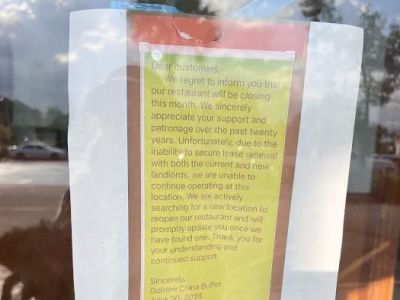 Dear customers,
We regret to inform you that
our restaurant will be closing
this month. We sincerely
appreciate your support and
patronage over the past twenty
years. Unfortunately, due to the
inability to secure lease renewal
with both the current and new
landlords, we are unable to
continue operating at this
location. We are actively
searching for a new location to
reopen our restaurant and will
promptly update you once we
have found one. Thank you for
your understanding and
continued support.
Sincerely,
Golden China Buffet
June 20, 2024